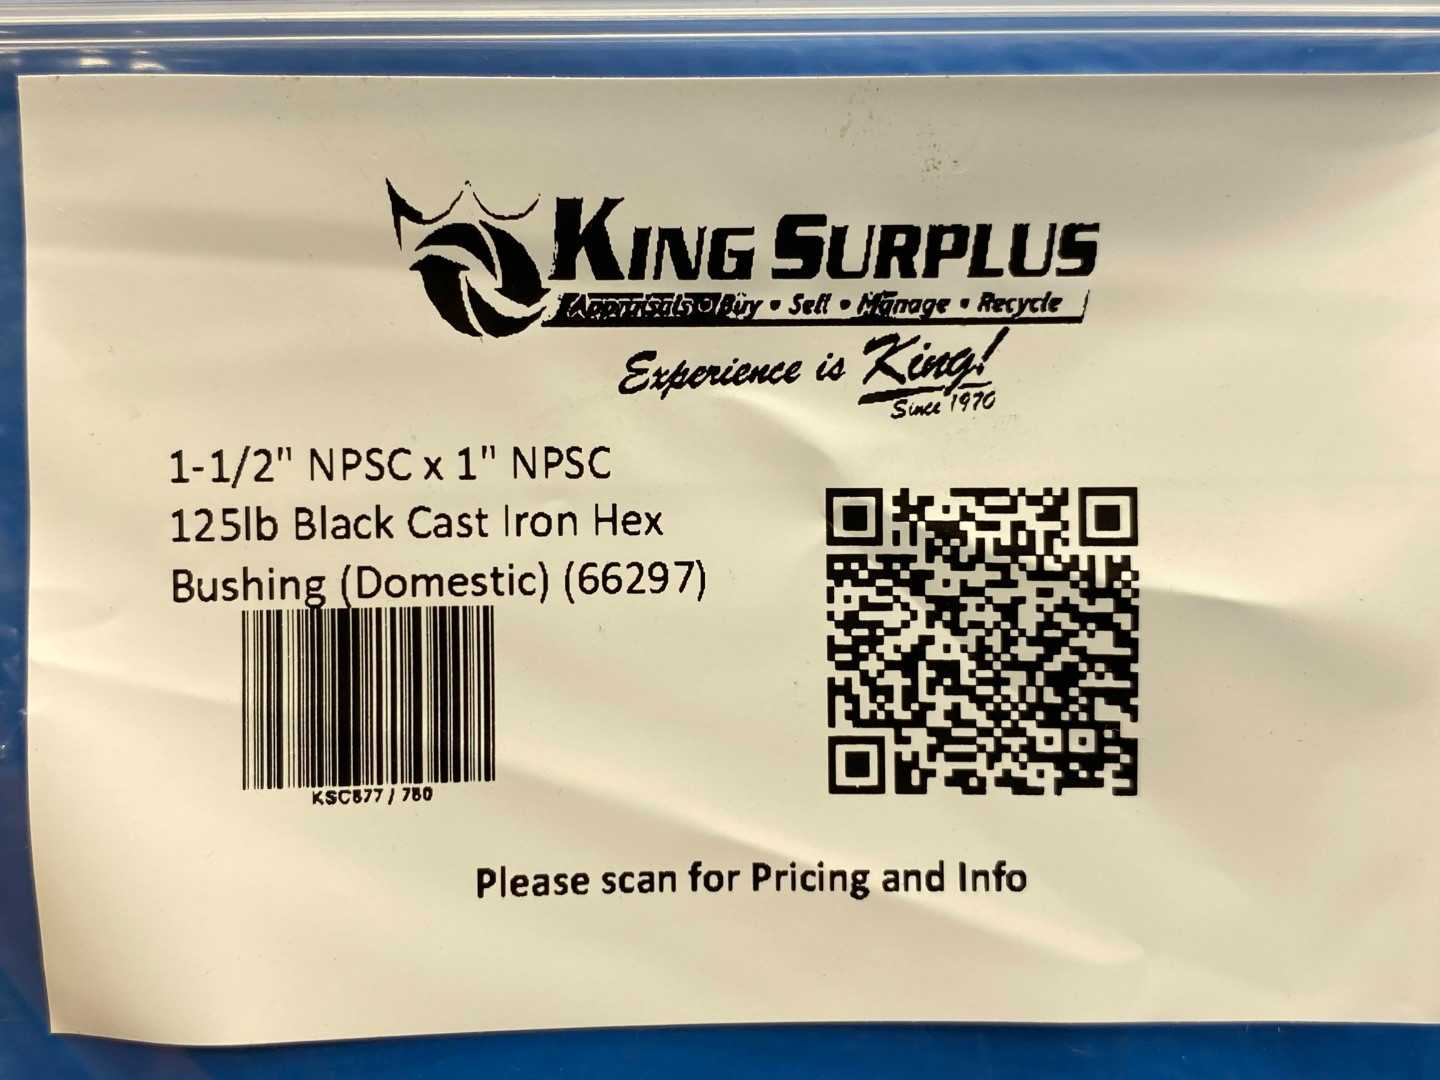 KING SURPLUS
Appraisals • Buy • Sell • Manage • Recycle
Experience is King!
Since 1970
1-1/2" NPSC x 1" NPSC
125lb Black Cast Iron Hex
Bushing (Domestic) (66297)
KSC877 / 780
Please scan for Pricing and Info